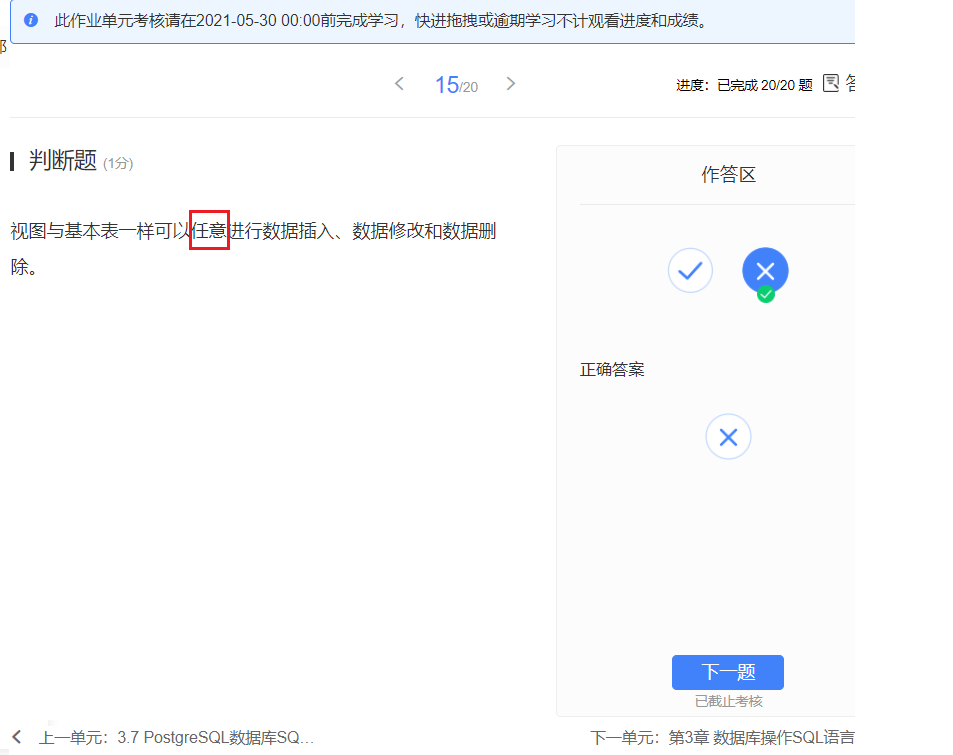 此作业单元考核请在2021-05-30 00:00前完成学习，快进拖拽或逾期学习不计观看进度和成绩。
15/20
进度：已完成 20/20 题
判断题 (1分)
视图与基本表一样可以任意进行数据插入、数据修改和数据删
除。
作答区
正确答案
下一题
已截止考核
上一单元：3.7 PostgreSQL数据库SQ...
下一单元：第3章 数据库操作SQL语言